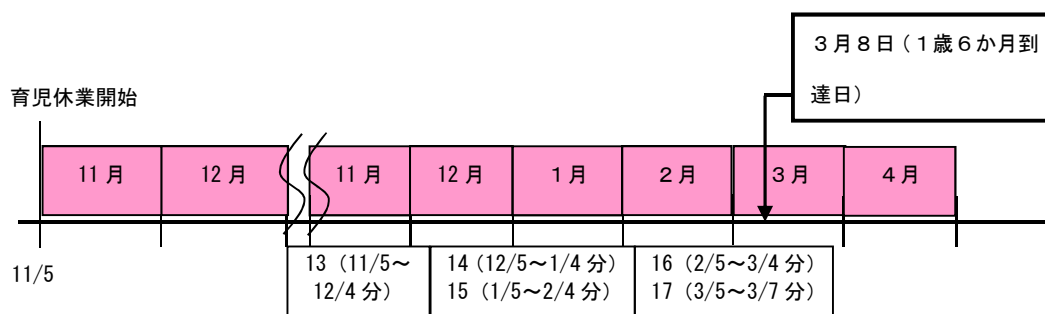 ３月８日（１歳６か月到
達日）
育児休業開始
11月
12月
11月
12月
１月
２月
３月
４月
11/5
13（11/5～
12/4分）
14（12/5～1/4分）
15（1/5～2/4分）
16（2/5～3/4分）
17（3/5～3/7分）